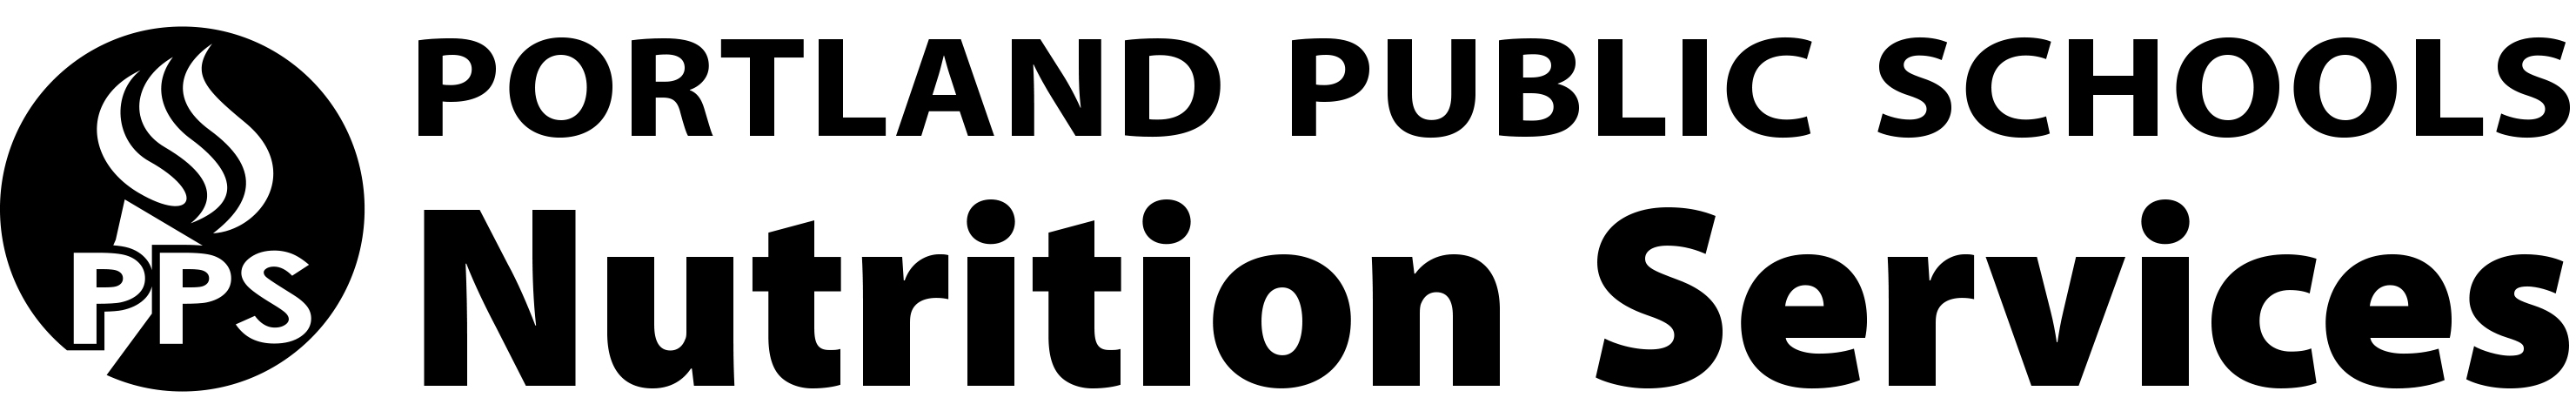 PPS
PORTLAND PUBLIC SCHOOLS
Nutrition Services